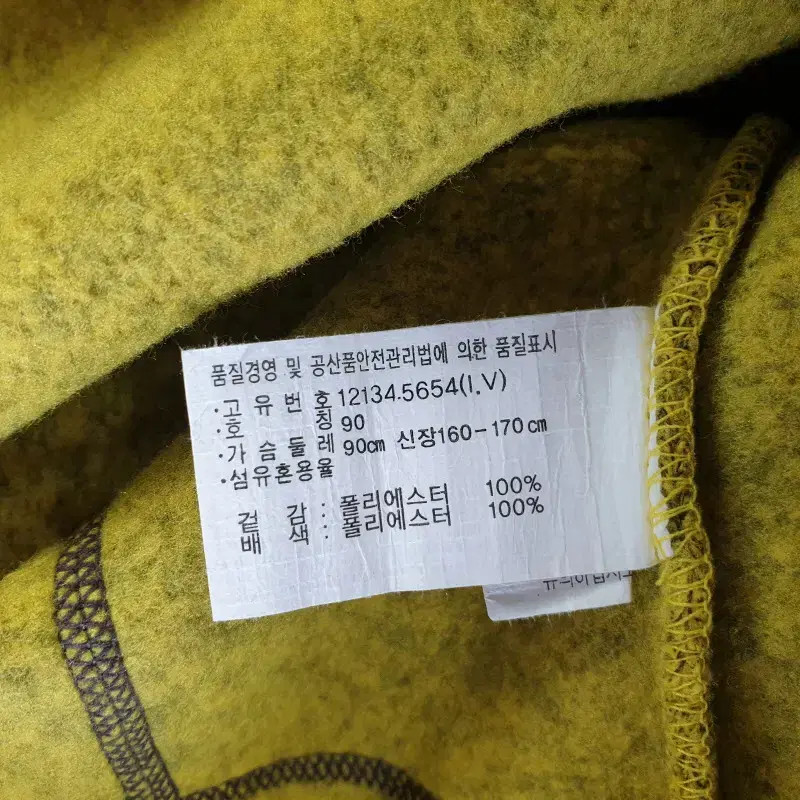 품질경영 및 공산품안전관리법에 의한 품질표시
·고 유 번 호 12134.5654(I.V)
·호 칭 90
·가 슴 둘 레 90cm 신장160-170cm
·섬유혼용율
겉 감 : 폴리에스터 100%
배 색 : 폴리에스터 100%